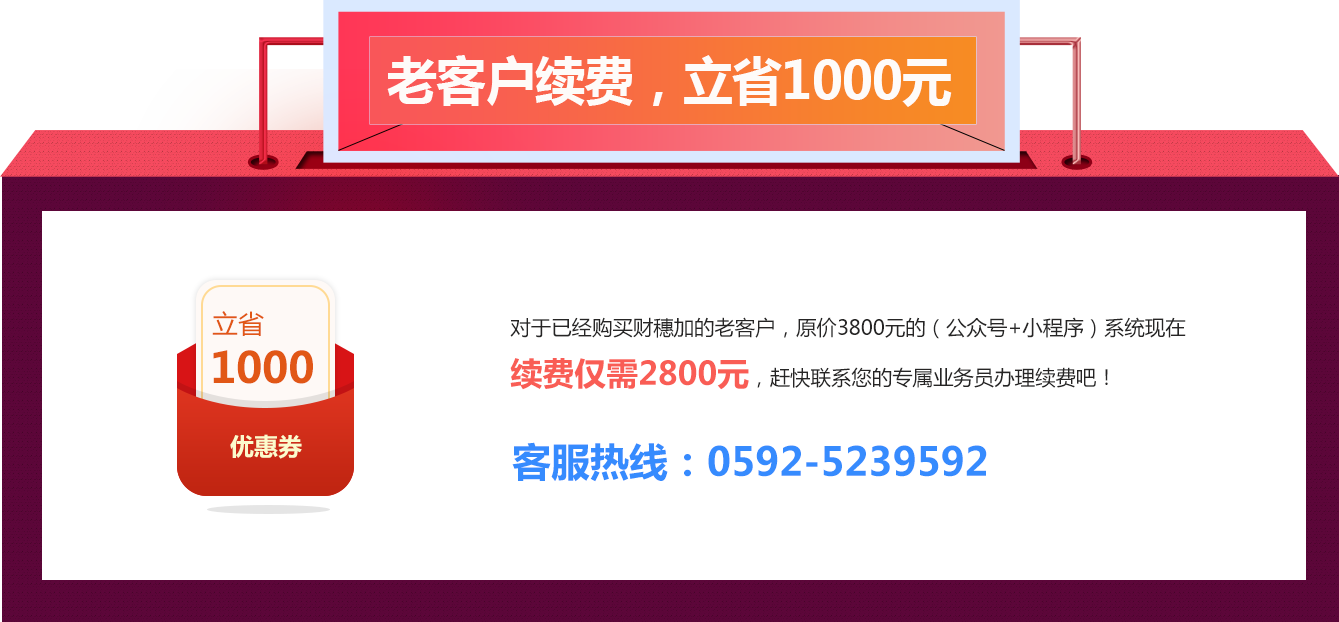 老客户续费，立省1000元
立省
1000
优惠券
对于已经购买财穗加的老客户，原价3800元的（公众号+小程序）系统现在
续费仅需2800元，赶快联系您的专属业务员办理续费吧！
客服热线：0592-5239592